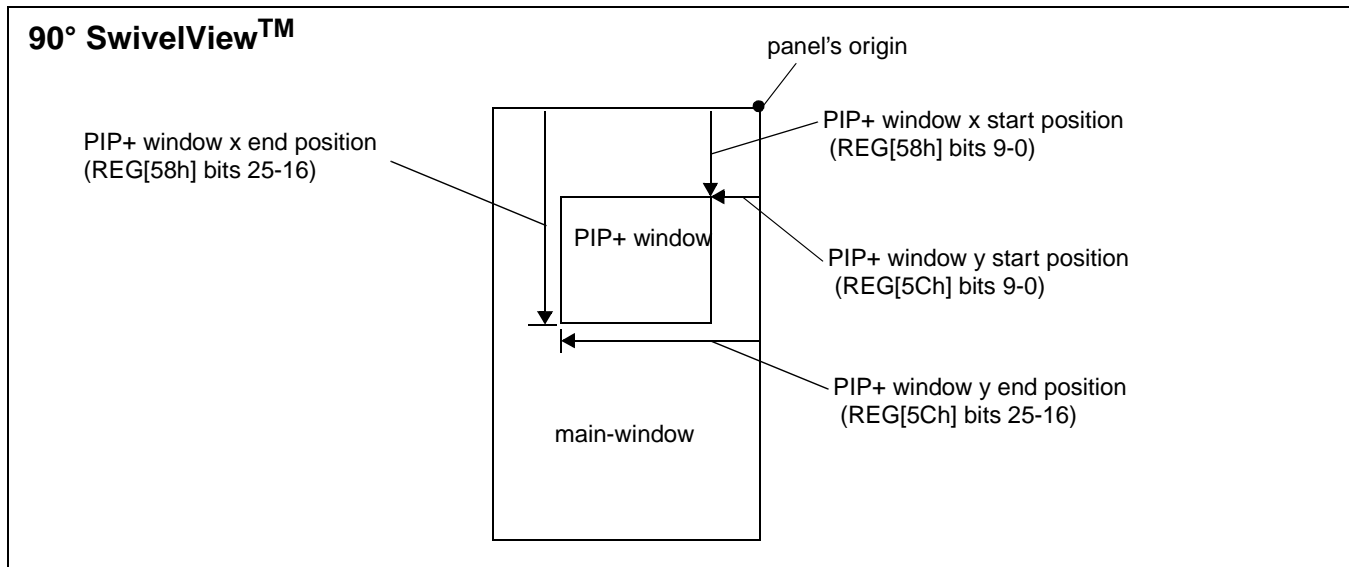 90° SwivelView™
panel's origin
PIP+ window x end position
(REG[58h] bits 25-16)
PIP+ window x start position
(REG[58h] bits 9-0)
PIP+ window
PIP+ window y start position
(REG[5Ch] bits 9-0)
PIP+ window y end position
(REG[5Ch] bits 25-16)
main-window